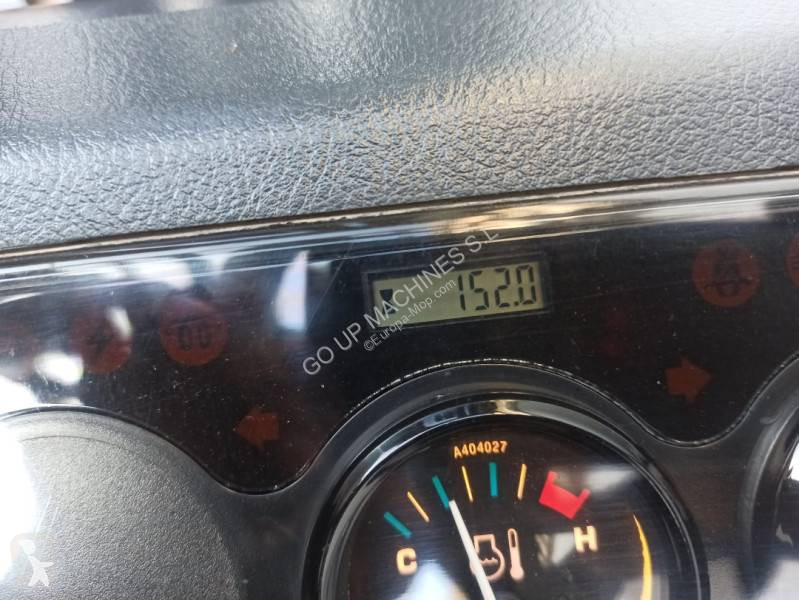 152.0
GO UP MACHINES S.L
©Europa-Mop.com
A404027
C
H